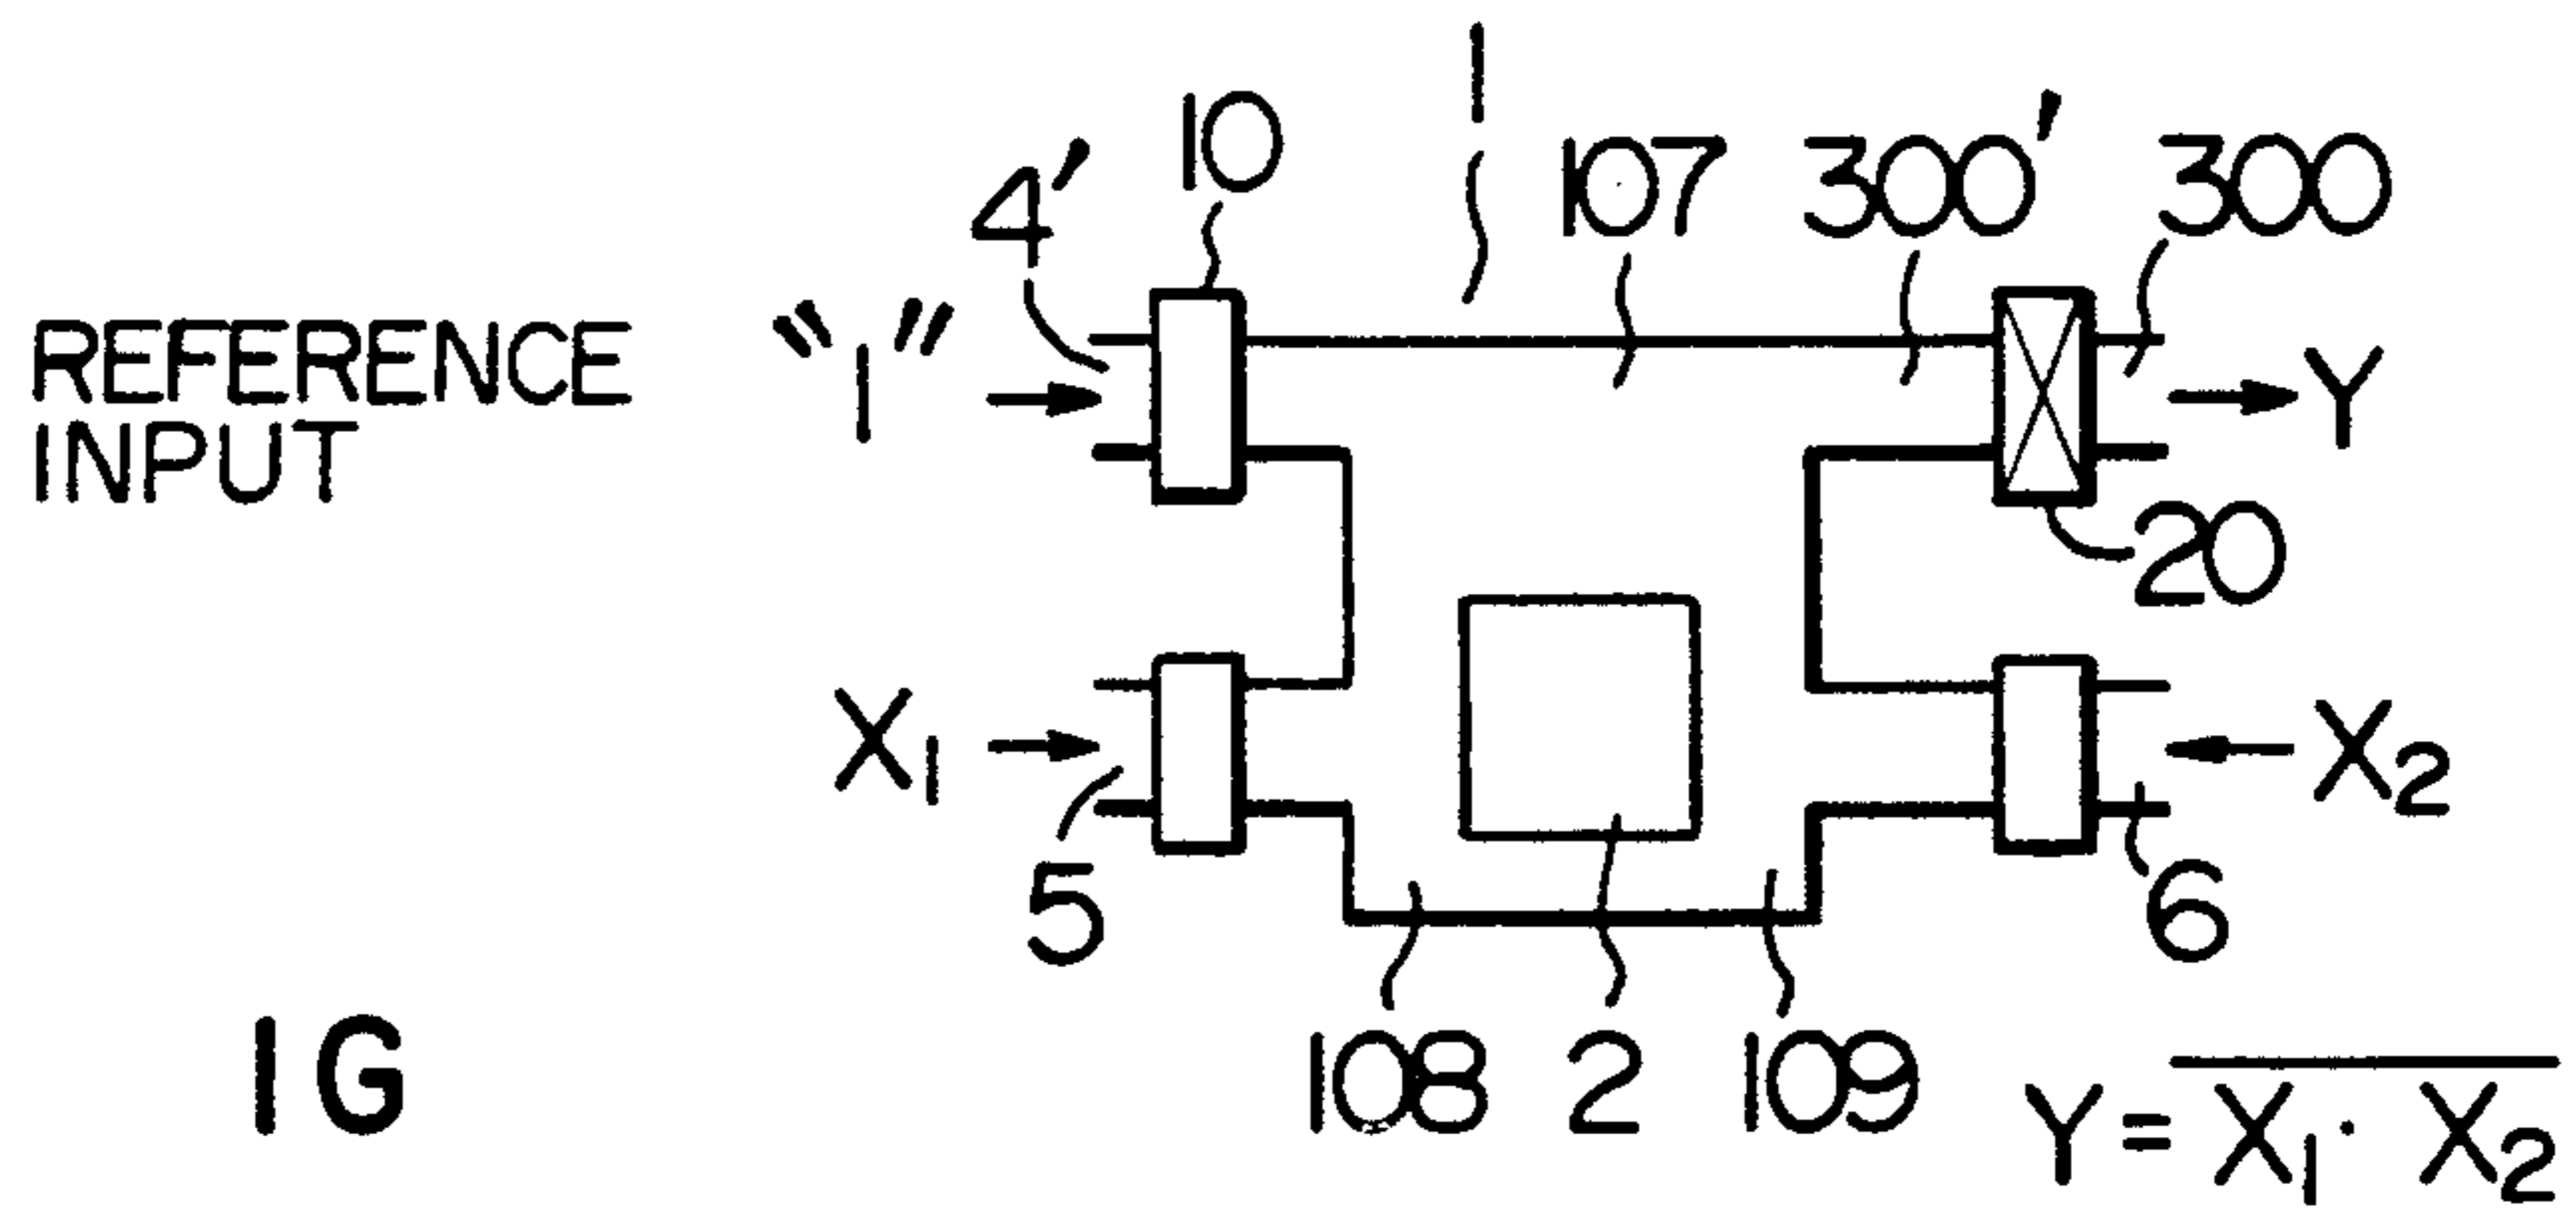 1
4' 10 107 300' 300
REFERENCE
INPUT
"1"
Y
20
X₁
X₂
5
6
108 2 109
1G
Y = \overline{X₁ · X₂}